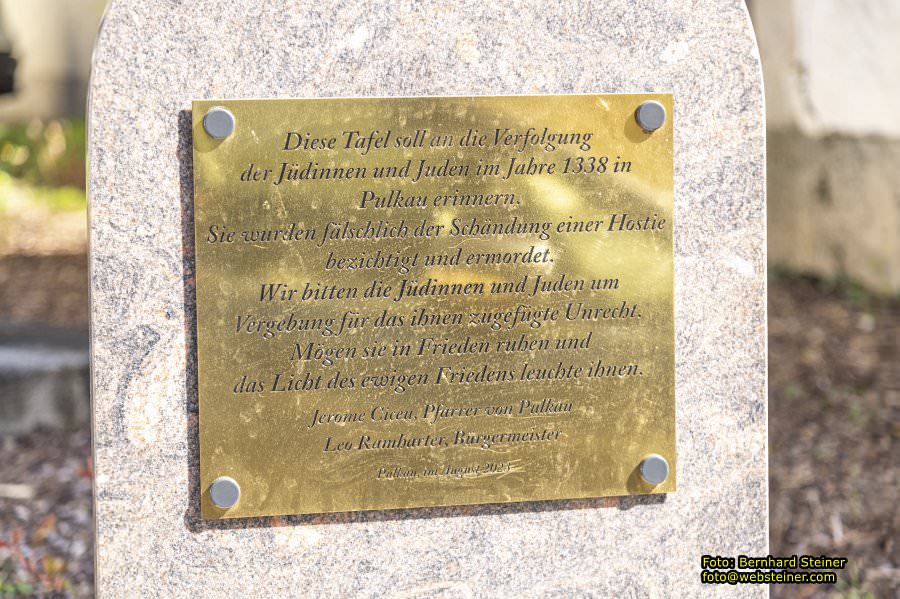 Diese Tafel soll an die Verfolgung
der Jüdinnen und Juden im Jahre 1338 in
Pulkau erinnern.
Sie wurden fälschlich der Schändung einer Hostie
bezichtigt und ermordet.
Wir bitten die Jüdinnen und Juden um
Vergebung für das ihnen zugefügte Unrecht.
Mögen sie in Frieden ruhen und
das Licht des ewigen Friedens leuchte ihnen.
Jerome Ciceu, Pfarrer von Pulkau
Leo Ramharter, Bürgermeister
Pulkau, im August 2023
Foto: Bernhard Steiner
foto@websteiner.com